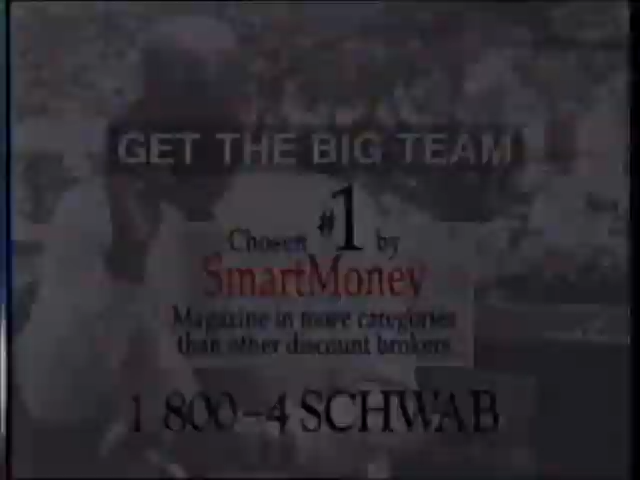 GET THE BIG TEAM
Chosen #1 by
SmartMoney
Magazine in more categories
than other discount brokers
1 800-4 SCHWAB